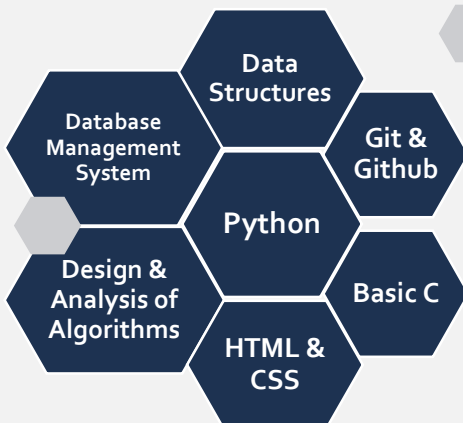 Data
Structures
Database
Management
System
Git &
Github
Python
Design &
Analysis of
Algorithms
Basic C
HTML &
CSS